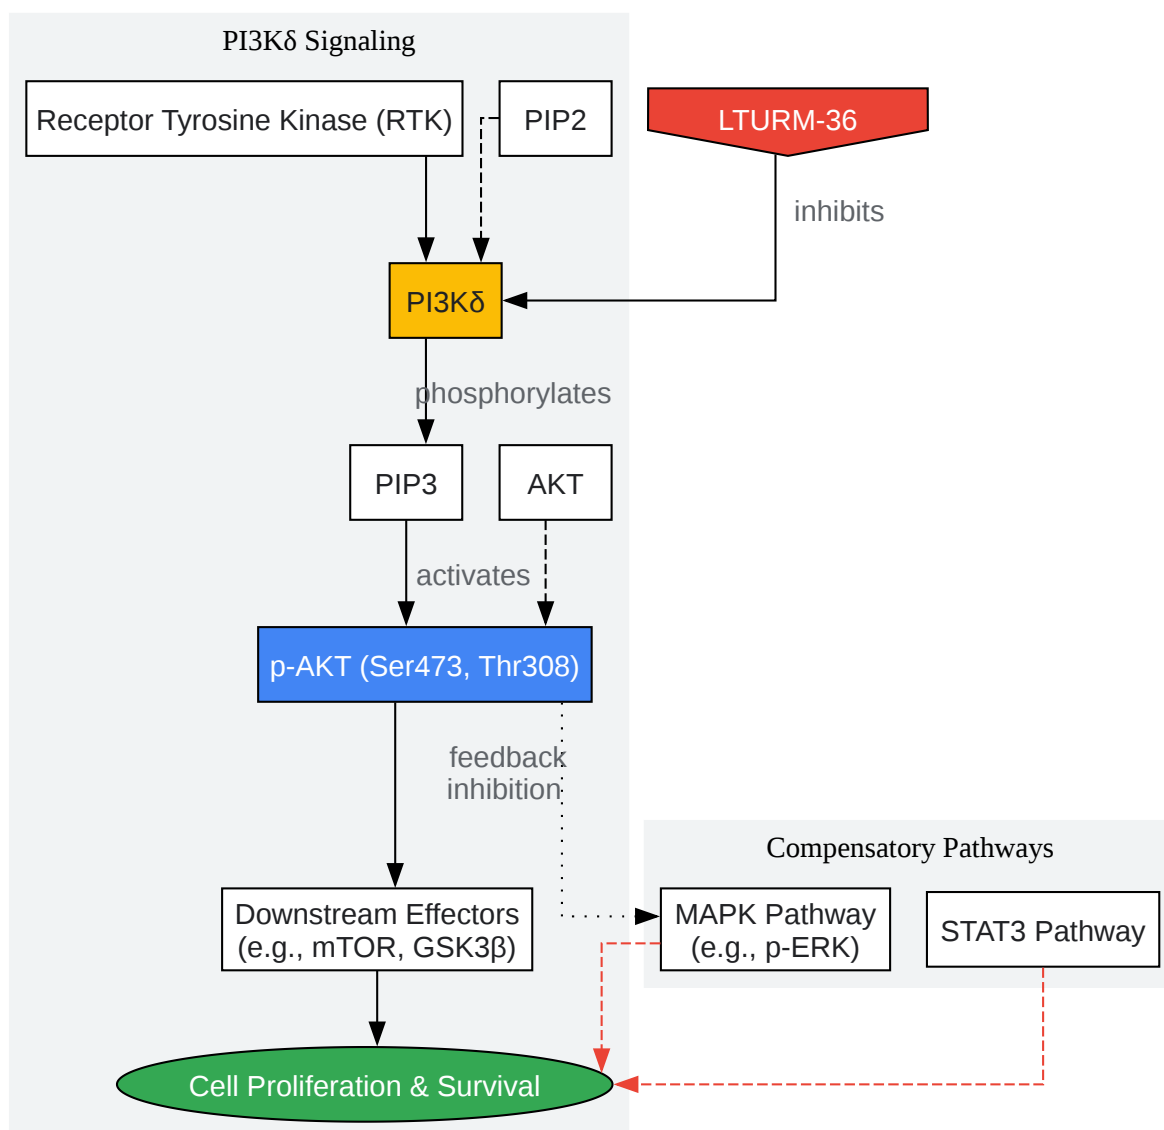 PI3Kδ Signaling
Receptor Tyrosine Kinase (RTK)
PIP2
LTURM-36
inhibits
PI3Kδ
phosphorylates
PIP3
AKT
activates
p-AKT (Ser473, Thr308)
feedback
inhibition
Compensatory Pathways
Downstream Effectors
(e.g., mTOR, GSK3β)
MAPK Pathway
(e.g., p-ERK)
STAT3 Pathway
Cell Proliferation & Survival